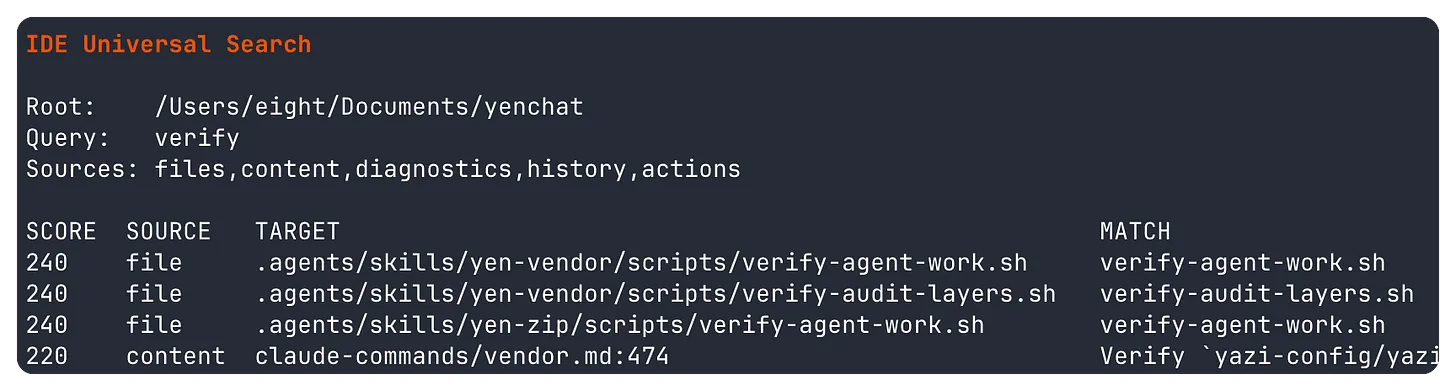 IDE Universal Search
Root: /Users/eight/Documents/yenchat
Query: verify
Sources: files,content,diagnostics,history,actions
SCORE SOURCE TARGET MATCH
240 file .agents/skills/yen-vendor/scripts/verify-agent-work.sh verify-agent-work.sh
240 file .agents/skills/yen-vendor/scripts/verify-audit-layers.sh verify-audit-layers.sh
240 file .agents/skills/yen-zip/scripts/verify-agent-work.sh verify-agent-work.sh
220 content claude-commands/vendor.md:474 Verify `yazi-config/yazi